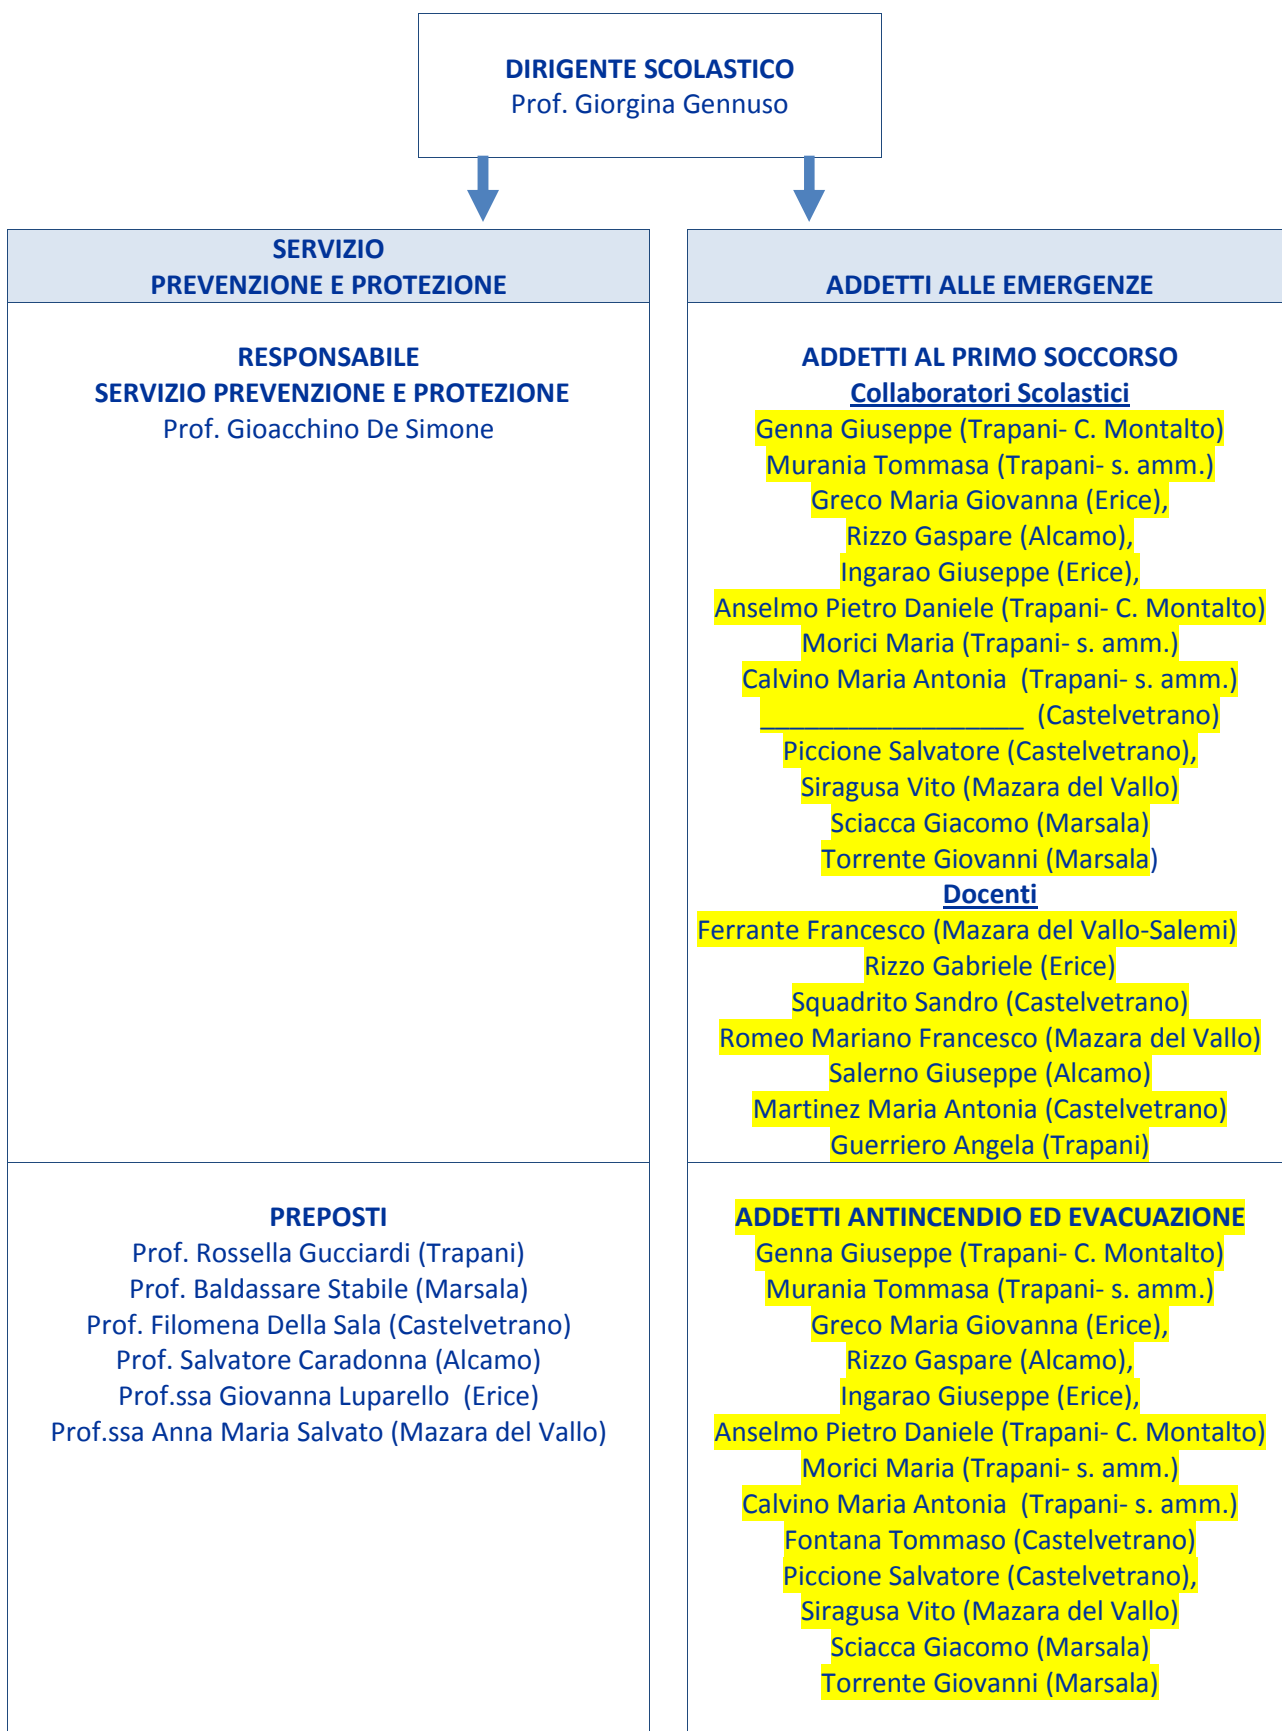 DIRIGENTE SCOLASTICO
Prof. Giorgina Gennuso
SERVIZIO
PREVENZIONE E PROTEZIONE
RESPONSABILE
SERVIZIO PREVENZIONE E PROTEZIONE
Prof. Gioacchino De Simone
PREPOSTI
Prof. Rossella Gucciardi (Trapani)
Prof. Baldassare Stabile (Marsala)
Prof. Filomena Della Sala (Castelvetrano)
Prof. Salvatore Caradonna (Alcamo)
Prof.ssa Giovanna Luparello  (Erice)
Prof.ssa Anna Maria Salvato (Mazara del Vallo)
ADDETTI ALLE EMERGENZE
ADDETTI AL PRIMO SOCCORSO
Collaboratori Scolastici
Genna Giuseppe (Trapani- C. Montalto)
Murania Tommasa (Trapani- s. amm.)
Greco Maria Giovanna (Erice),
Rizzo Gaspare (Alcamo),
Ingarao Giuseppe (Erice),
Anselmo Pietro Daniele (Trapani- C. Montalto)
Morici Maria (Trapani- s. amm.)
Calvino Maria Antonia  (Trapani- s. amm.)
__________________ (Castelvetrano)
Piccione Salvatore (Castelvetrano),
Siragusa Vito (Mazara del Vallo)
Sciacca Giacomo (Marsala)
Torrente Giovanni (Marsala)
Docenti
Ferrante Francesco (Mazara del Vallo-Salemi)
Rizzo Gabriele (Erice)
Squadrito Sandro (Castelvetrano)
Romeo Mariano Francesco (Mazara del Vallo)
Salerno Giuseppe (Alcamo)
Martinez Maria Antonia (Castelvetrano)
Guerriero Angela (Trapani)
ADDETTI ANTINCENDIO ED EVACUAZIONE
Genna Giuseppe (Trapani- C. Montalto)
Murania Tommasa (Trapani- s. amm.)
Greco Maria Giovanna (Erice),
Rizzo Gaspare (Alcamo),
Ingarao Giuseppe (Erice),
Anselmo Pietro Daniele (Trapani- C. Montalto)
Morici Maria (Trapani- s. amm.)
Calvino Maria Antonia  (Trapani- s. amm.)
Fontana Tommaso (Castelvetrano)
Piccione Salvatore (Castelvetrano),
Siragusa Vito (Mazara del Vallo)
Sciacca Giacomo (Marsala)
Torrente Giovanni (Marsala)